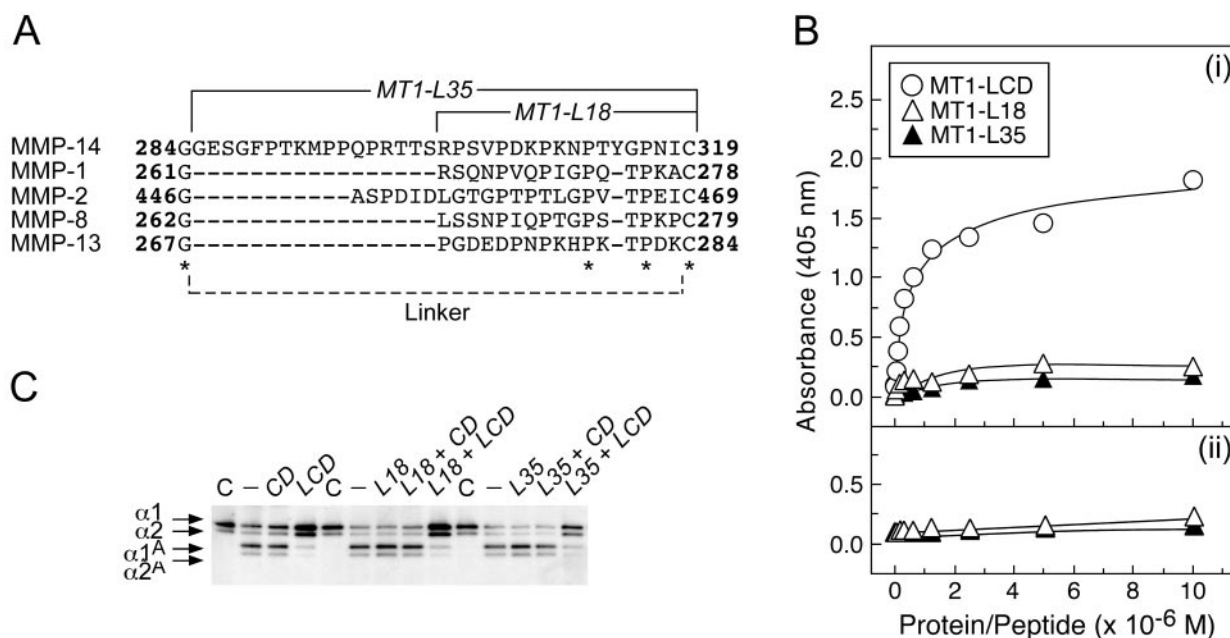 A
MT1-L35
MT1-L18
MMP-14 284GGESGFPTKMPPQPRTTSRPSVPDKPKNPTYGPNIC319
MMP-1 261G------------------RSQNPVQPIGPQ-TPKAC278
MMP-2 446G------------ASPDIDLGTGPTPTLGPV-TPEIC469
MMP-8 262G------------------LSSNPIQPTGPS-TPKPC279
MMP-13 267G------------------PGDEDPNPKHPKPK-TPDKC284
* * * *
Linker
B
(i)
MT1-LCD
MT1-L18
MT1-L35
2.5
2.0
1.5
1.0
0.5
0.0
Absorbance (405 nm)
(ii)
0.5
0.0
0 2 4 6 8 10
Protein/Peptide (x 10-6 M)
C
C – CD LCD C – L18 L18 + CD L18 + LCD C – L35 L35 + CD L35 + LCD
α1
α2
α1A
α2A